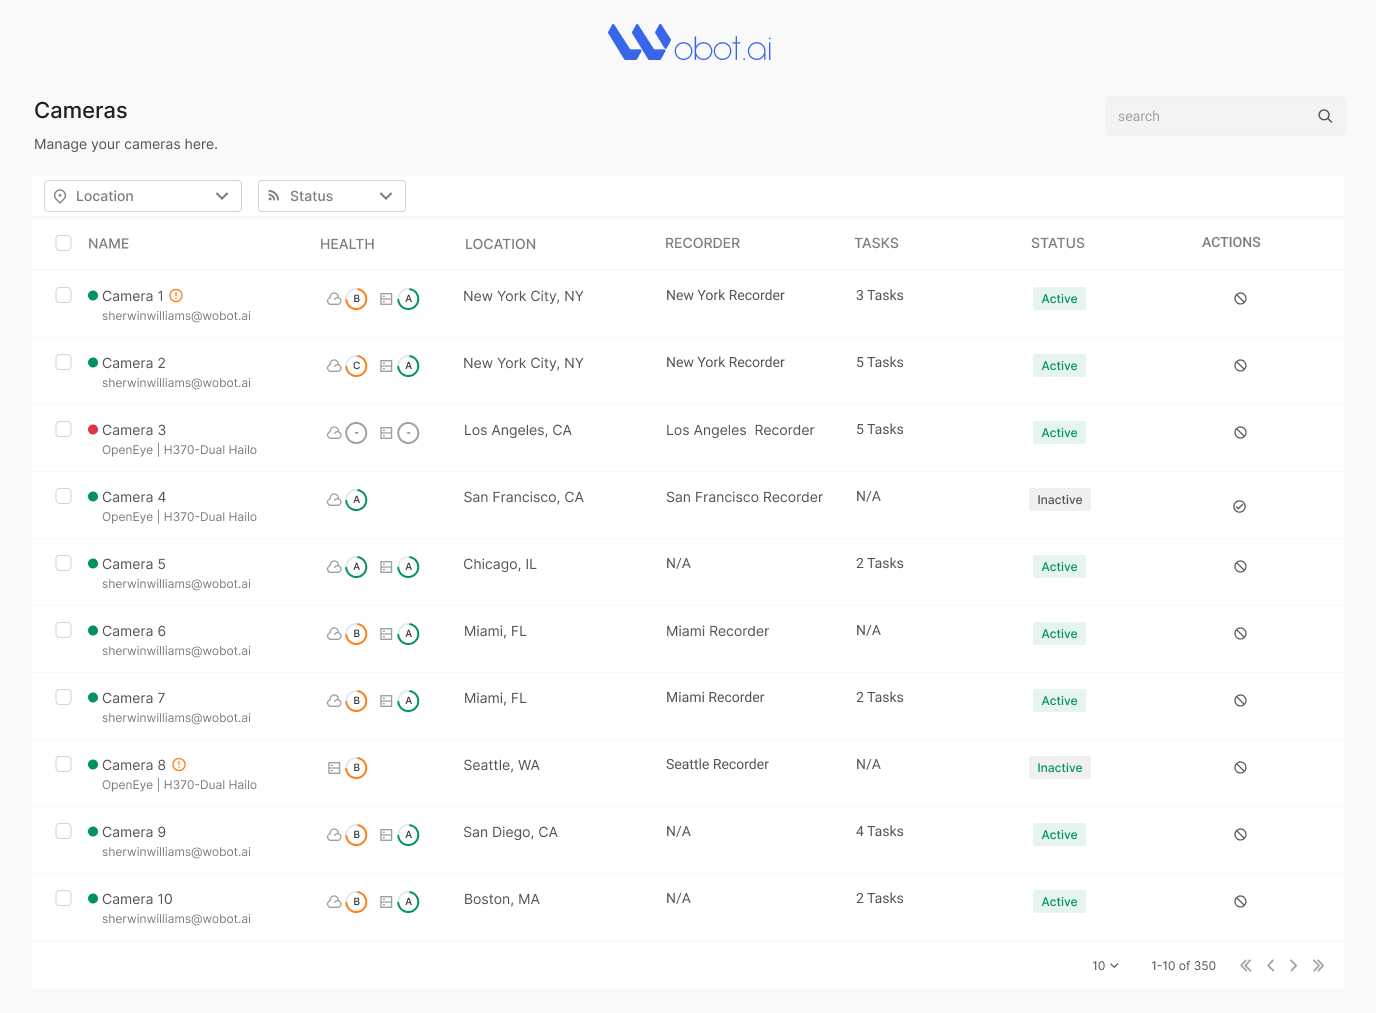 Wobot.ai
Cameras
search
Manage your cameras here.
Location Status
NAME HEALTH LOCATION RECORDER TASKS STATUS ACTIONS
Camera 1 B A New York City, NY New York Recorder 3 Tasks Active
sherwinwilliams@wobot.ai
Camera 2 C A New York City, NY New York Recorder 5 Tasks Active
sherwinwilliams@wobot.ai
Camera 3 - - Los Angeles, CA Los Angeles Recorder 5 Tasks Active
OpenEye | H370-Dual Hailo
Camera 4 A San Francisco, CA San Francisco Recorder N/A Inactive
OpenEye | H370-Dual Hailo
Camera 5 A A Chicago, IL N/A 2 Tasks Active
sherwinwilliams@wobot.ai
Camera 6 B A Miami, FL Miami Recorder N/A Active
sherwinwilliams@wobot.ai
Camera 7 B A Miami, FL Miami Recorder 2 Tasks Active
sherwinwilliams@wobot.ai
Camera 8 B Seattle, WA Seattle Recorder N/A Inactive
OpenEye | H370-Dual Hailo
Camera 9 B A San Diego, CA N/A 4 Tasks Active
sherwinwilliams@wobot.ai
Camera 10 B A Boston, MA N/A 2 Tasks Active
sherwinwilliams@wobot.ai
10 1-10 of 350